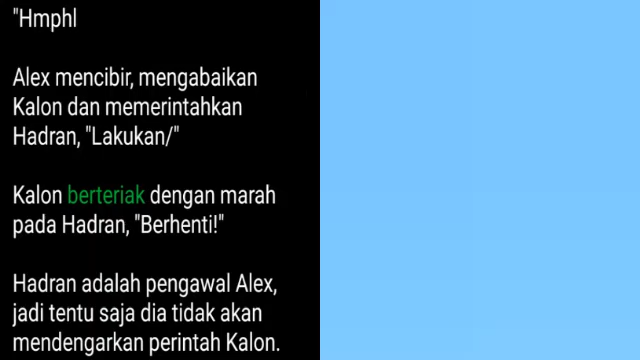 "Hmphl
Alex mencibir, mengabaikan
Kalon dan memerintahkan
Hadran, "Lakukan/"
Kalon berteriak dengan marah
pada Hadran, "Berhenti!"
Hadran adalah pengawal Alex,
jadi tentu saja dia tidak akan
mendengarkan perintah Kalon.